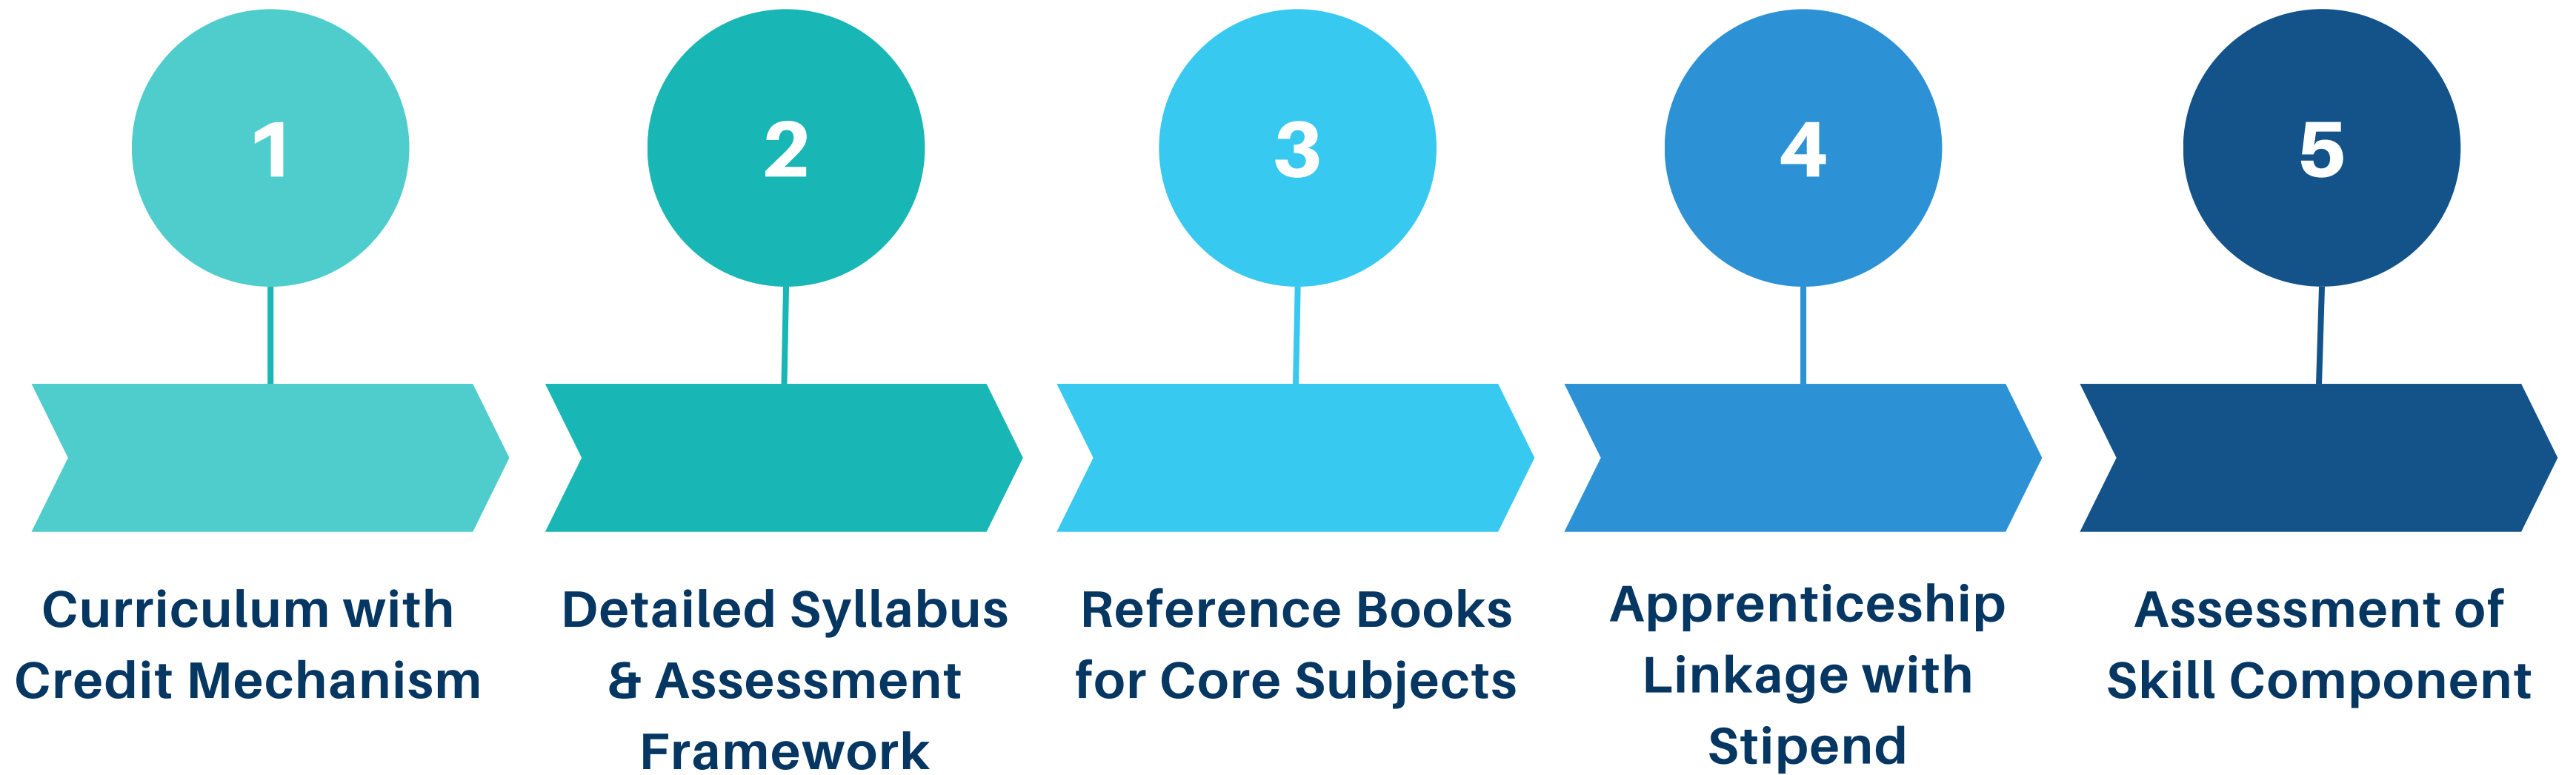 1
Curriculum with
Credit Mechanism
2
Detailed Syllabus
& Assessment
Framework
3
Reference Books
for Core Subjects
4
Apprenticeship
Linkage with
Stipend
5
Assessment of
Skill Component